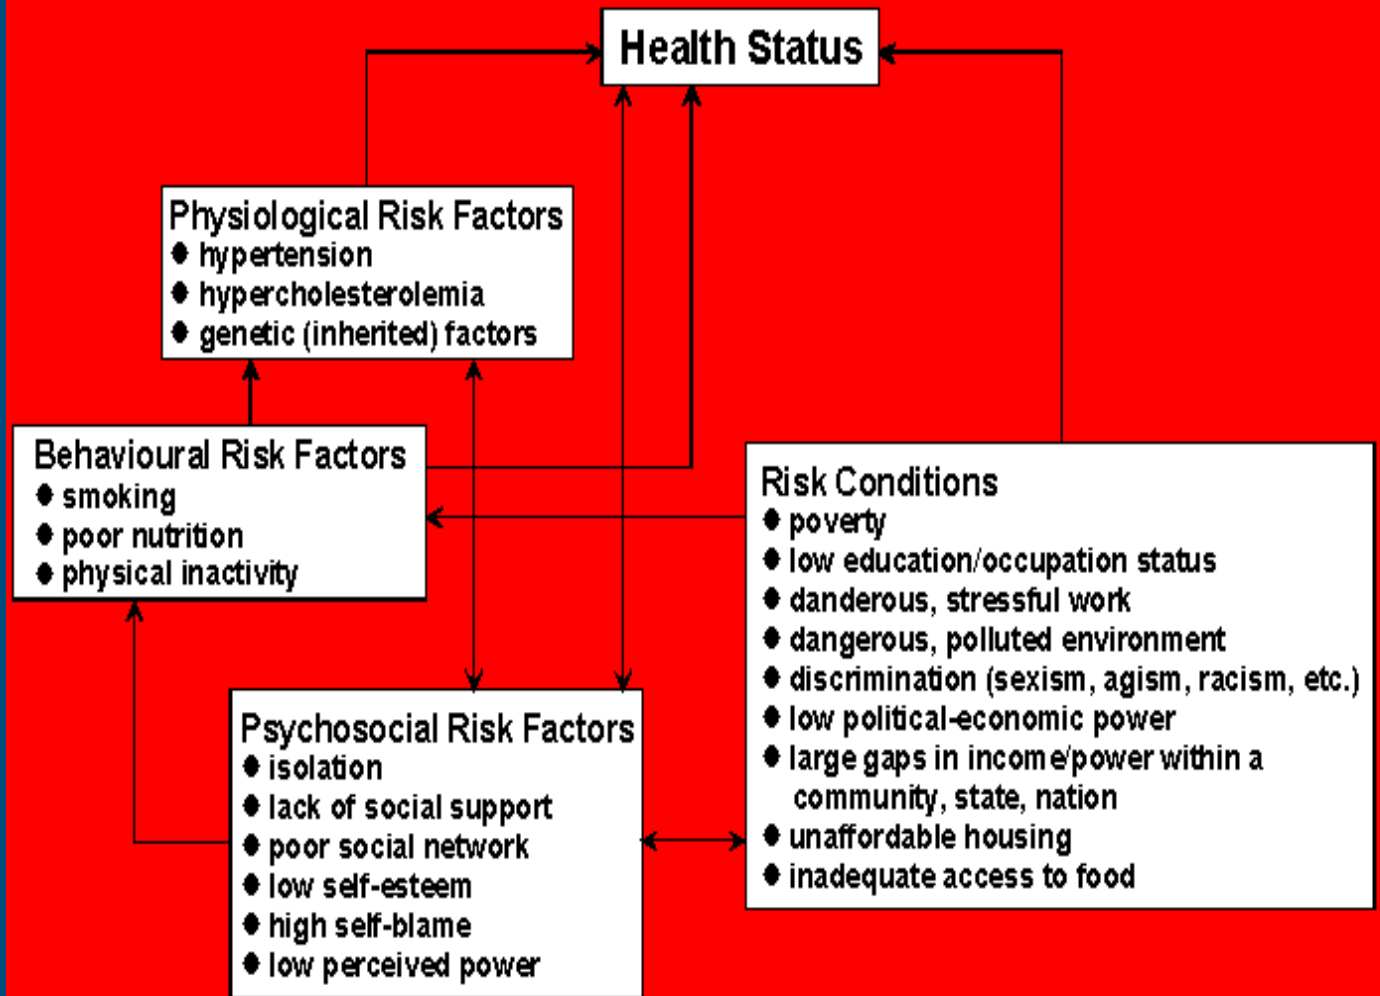 Health Status
Physiological Risk Factors
● hypertension
● hypercholesterolemia
● genetic (inherited) factors
Behavioural Risk Factors
● smoking
● poor nutrition
● physical inactivity
Risk Conditions
● poverty
● low education/occupation status
● danderous, stressful work
● dangerous, polluted environment
● discrimination (sexism, agism, racism, etc.)
● low political-economic power
● large gaps in income/power within a
community, state, nation
● unaffordable housing
● inadequate access to food
Psychosocial Risk Factors
● isolation
● lack of social support
● poor social network
● low self-esteem
● high self-blame
● low perceived power